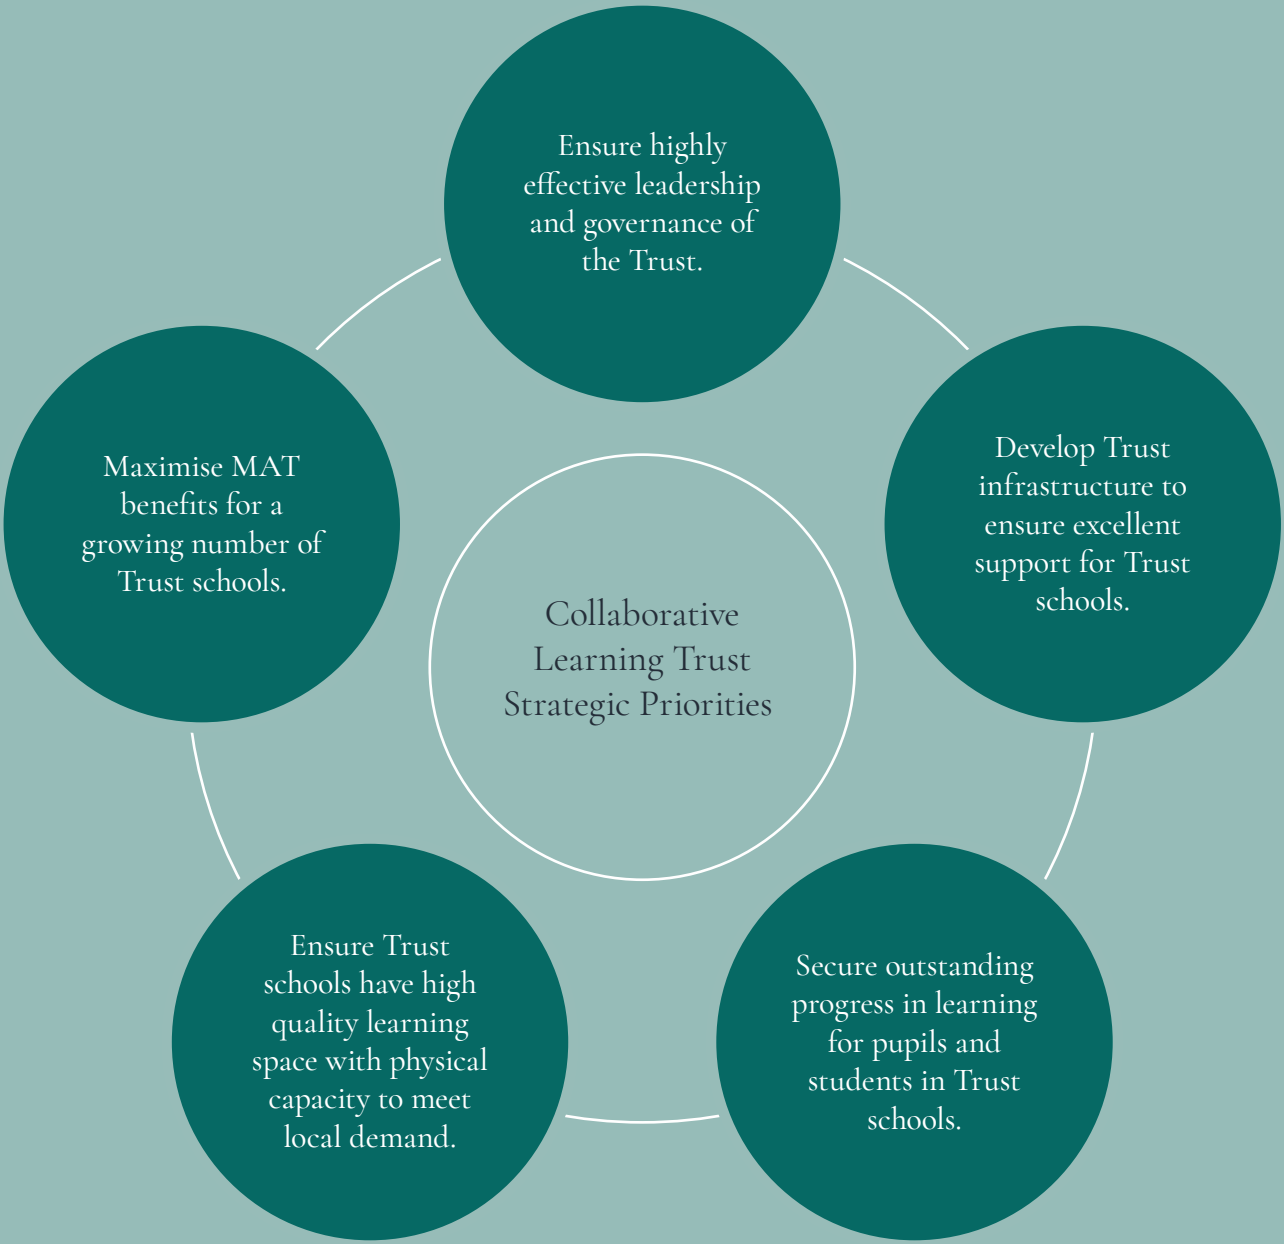 Ensure highly
effective leadership
and governance of
the Trust.
Maximise MAT
benefits for a
growing number of
Trust schools.
Develop Trust
infrastructure to
ensure excellent
support for Trust
schools.
Collaborative
Learning Trust
Strategic Priorities
Ensure Trust
schools have high
quality learning
space with physical
capacity to meet
local demand.
Secure outstanding
progress in learning
for pupils and
students in Trust
schools.